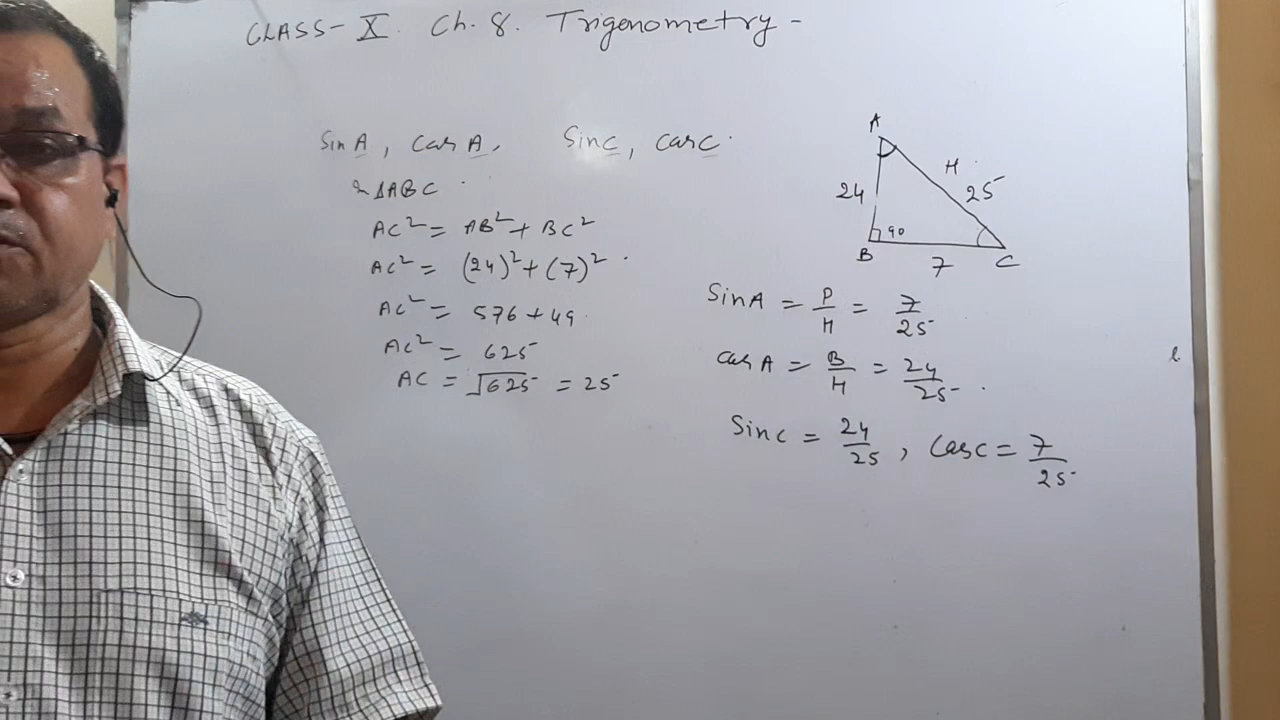 CLASS- X. Ch. 8. Trigenometry -
Sin A, cos A, Sin C, cos C.
In ΔABC
AC² = AB² + BC²
AC² = (24)² + (7)²
AC² = 576 + 49
AC² = 625
AC = √625 = 25
A
24
H
25
90
B
7
C
Sin A = P/H = 7/25
cos A = B/H = 24/25
Sin C = 24/25, Cos C = 7/25